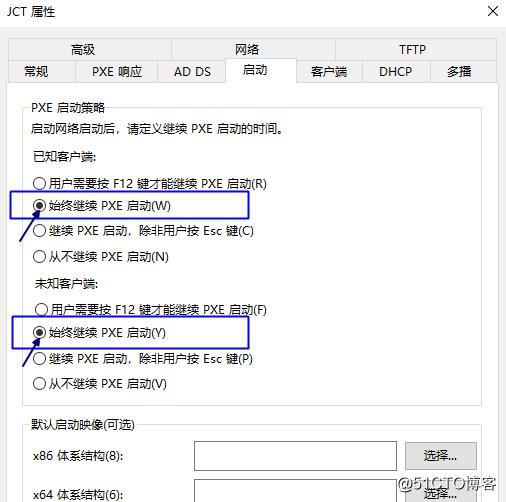 JCT 属性
高级 网络 TFTP
常规 PXE 响应 AD DS 启动 客户端 DHCP 多播
PXE 启动策略
启动网络启动后，请定义继续 PXE 启动的时间。
已知客户端:
用户需要按 F12 键才能继续 PXE 启动(R)
始终继续 PXE 启动(W)
继续 PXE 启动，除非用户按 Esc 键(C)
从不继续 PXE 启动(N)
未知客户端:
用户需要按 F12 键才能继续 PXE 启动(F)
始终继续 PXE 启动(Y)
继续 PXE 启动，除非用户按 Esc 键(P)
从不继续 PXE 启动(V)
默认启动映像(可选)
x86 体系结构(8): 选择...
x64 体系结构(6): 选择...
@51CTO博客